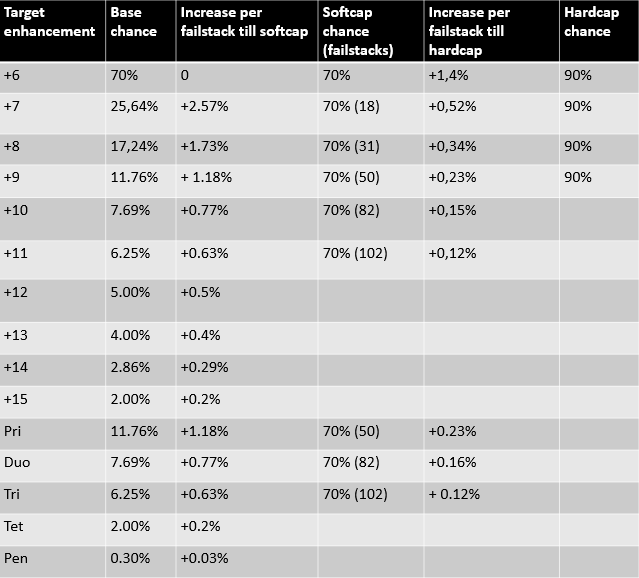 Target enhancement Base chance Increase per failstack till softcap Softcap chance (failstacks) Increase per failstack till hardcap Hardcap chance
+6 70% 0 70% +1,4% 90%
+7 25,64% +2.57% 70% (18) +0,52% 90%
+8 17,24% +1.73% 70% (31) +0,34% 90%
+9 11.76% + 1.18% 70% (50) +0,23% 90%
+10 7.69% +0.77% 70% (82) +0,15%
+11 6.25% +0.63% 70% (102) +0,12%
+12 5.00% +0.5%
+13 4.00% +0.4%
+14 2.86% +0.29%
+15 2.00% +0.2%
Pri 11.76% +1.18% 70% (50) +0.23%
Duo 7.69% +0.77% 70% (82) +0.16%
Tri 6.25% +0.63% 70% (102) + 0.12%
Tet 2.00% +0.2%
Pen 0.30% +0.03%